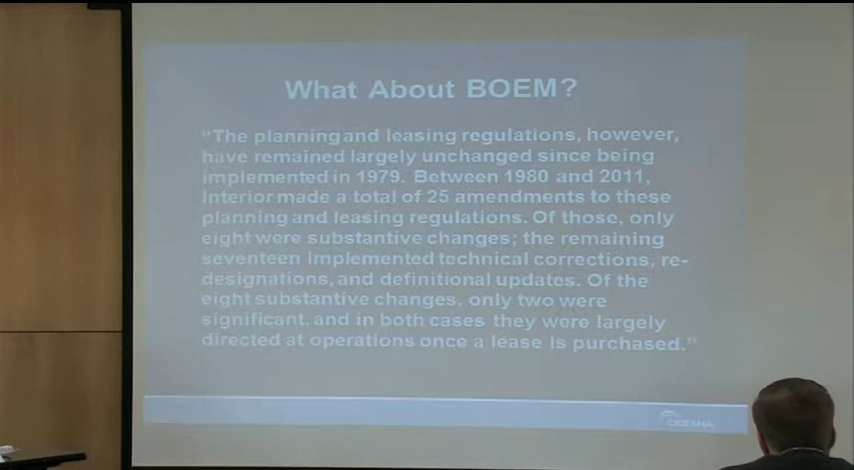 What About BOEM?
"The planning and leasing regulations, however,
have remained largely unchanged since being
implemented in 1979. Between 1980 and 2011,
Interior made a total of 25 amendments to these
planning and leasing regulations. Of those, only
eight were substantive changes; the remaining
seventeen implemented technical corrections, re-
designations, and definitional updates. Of the
eight substantive changes, only two were
significant, and in both cases they were largely
directed at operations once a lease is purchased."
OCEANA